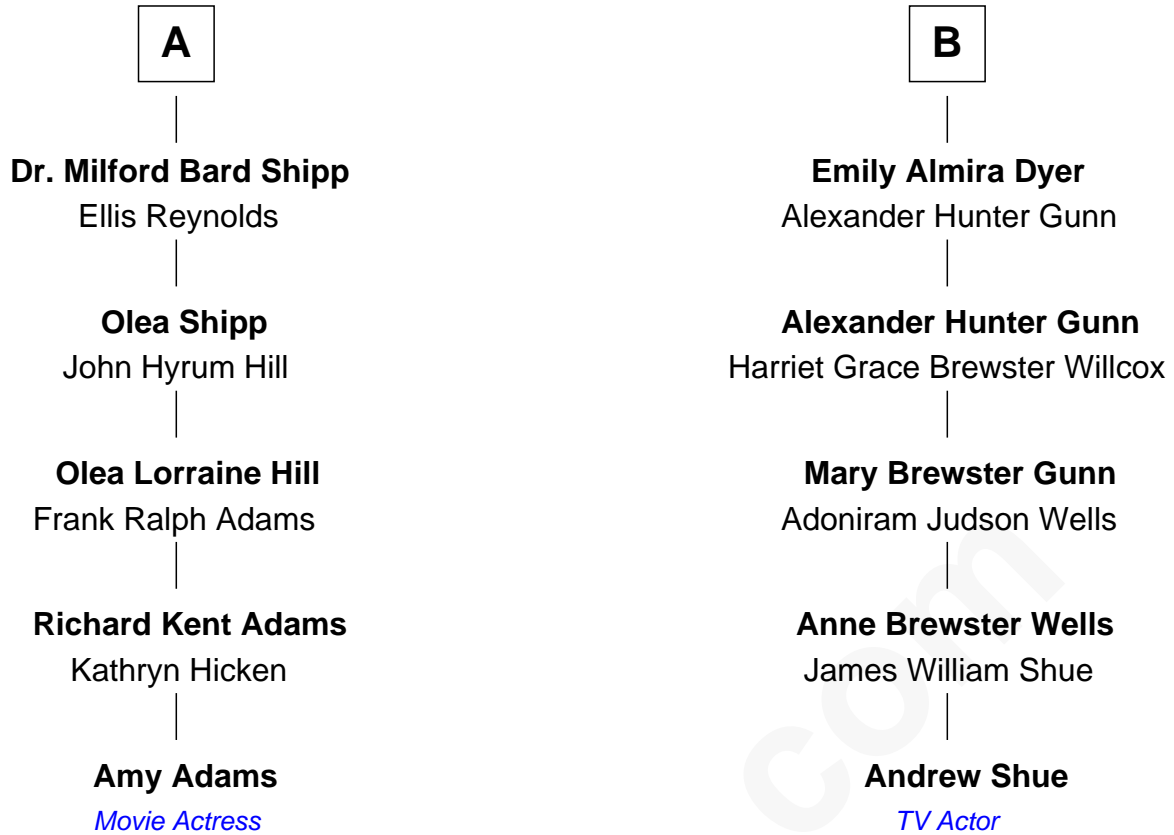 A
B
Dr. Milford Bard Shipp
Ellis Reynolds
Emily Almira Dyer
Alexander Hunter Gunn
Olea Shipp
John Hyrum Hill
Alexander Hunter Gunn
Harriet Grace Brewster Willcox
Olea Lorraine Hill
Frank Ralph Adams
Mary Brewster Gunn
Adoniram Judson Wells
Richard Kent Adams
Kathryn Hicken
Anne Brewster Wells
James William Shue
Amy Adams
Movie Actress
Andrew Shue
TV Actor
com